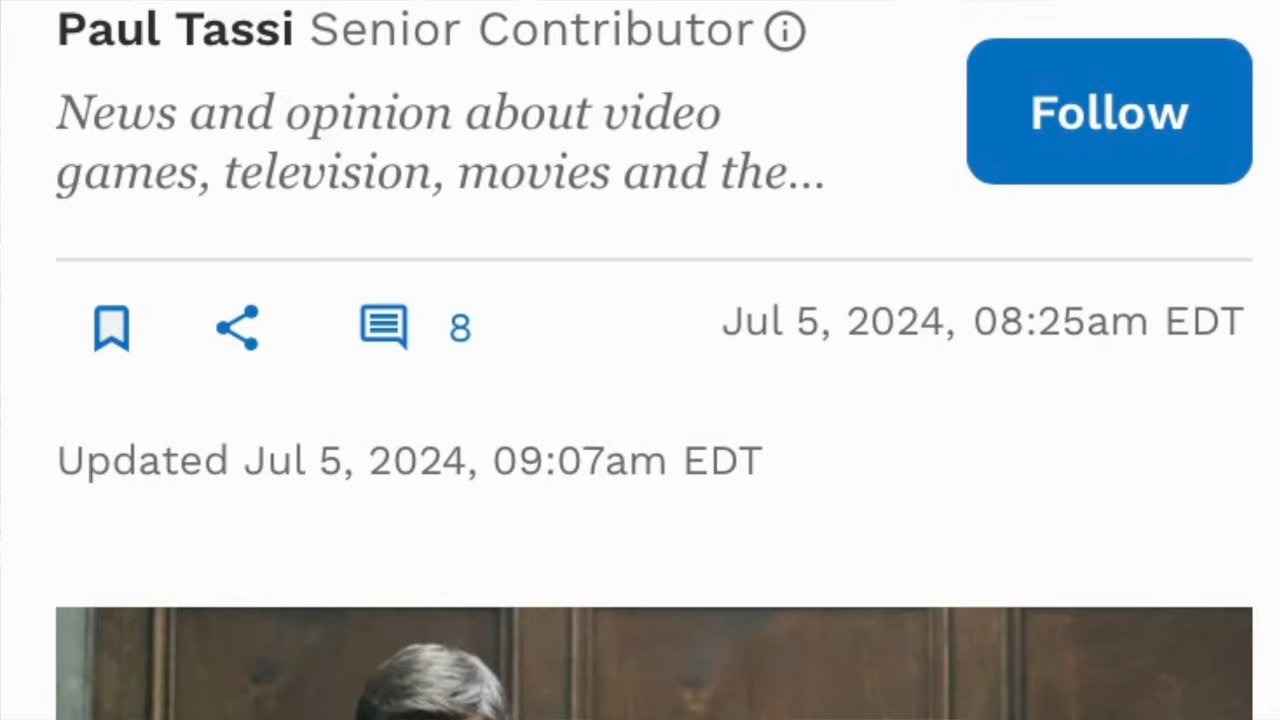 Paul Tassi Senior Contributor
Follow
News and opinion about video
games, television, movies and the...
8
Jul 5, 2024, 08:25am EDT
Updated Jul 5, 2024, 09:07am EDT